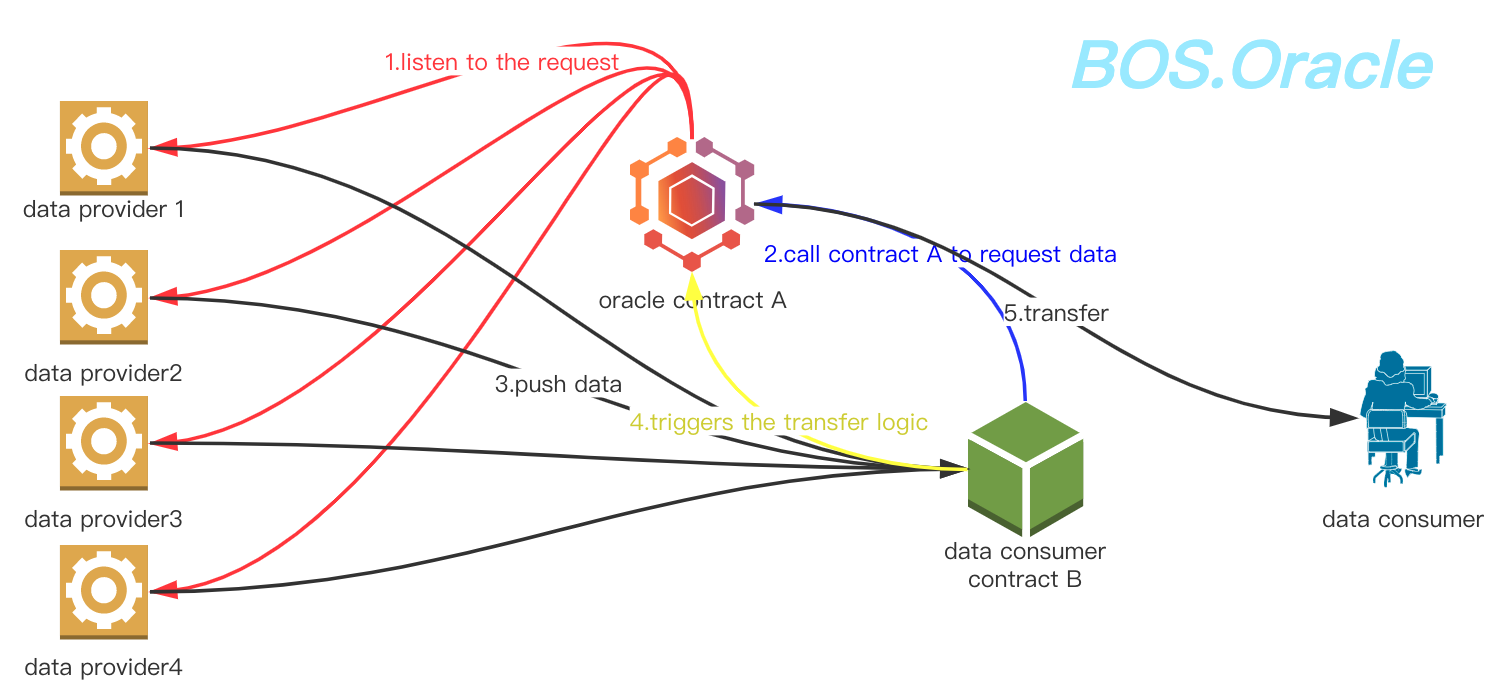 BOS.Oracle
1.listen to the request
data provider 1
2.call contract A to request data
oracle contract A
5.transfer
data provider2
3.push data
4.triggers the transfer logic
data provider3
data consumer
data consumer
contract B
data provider4